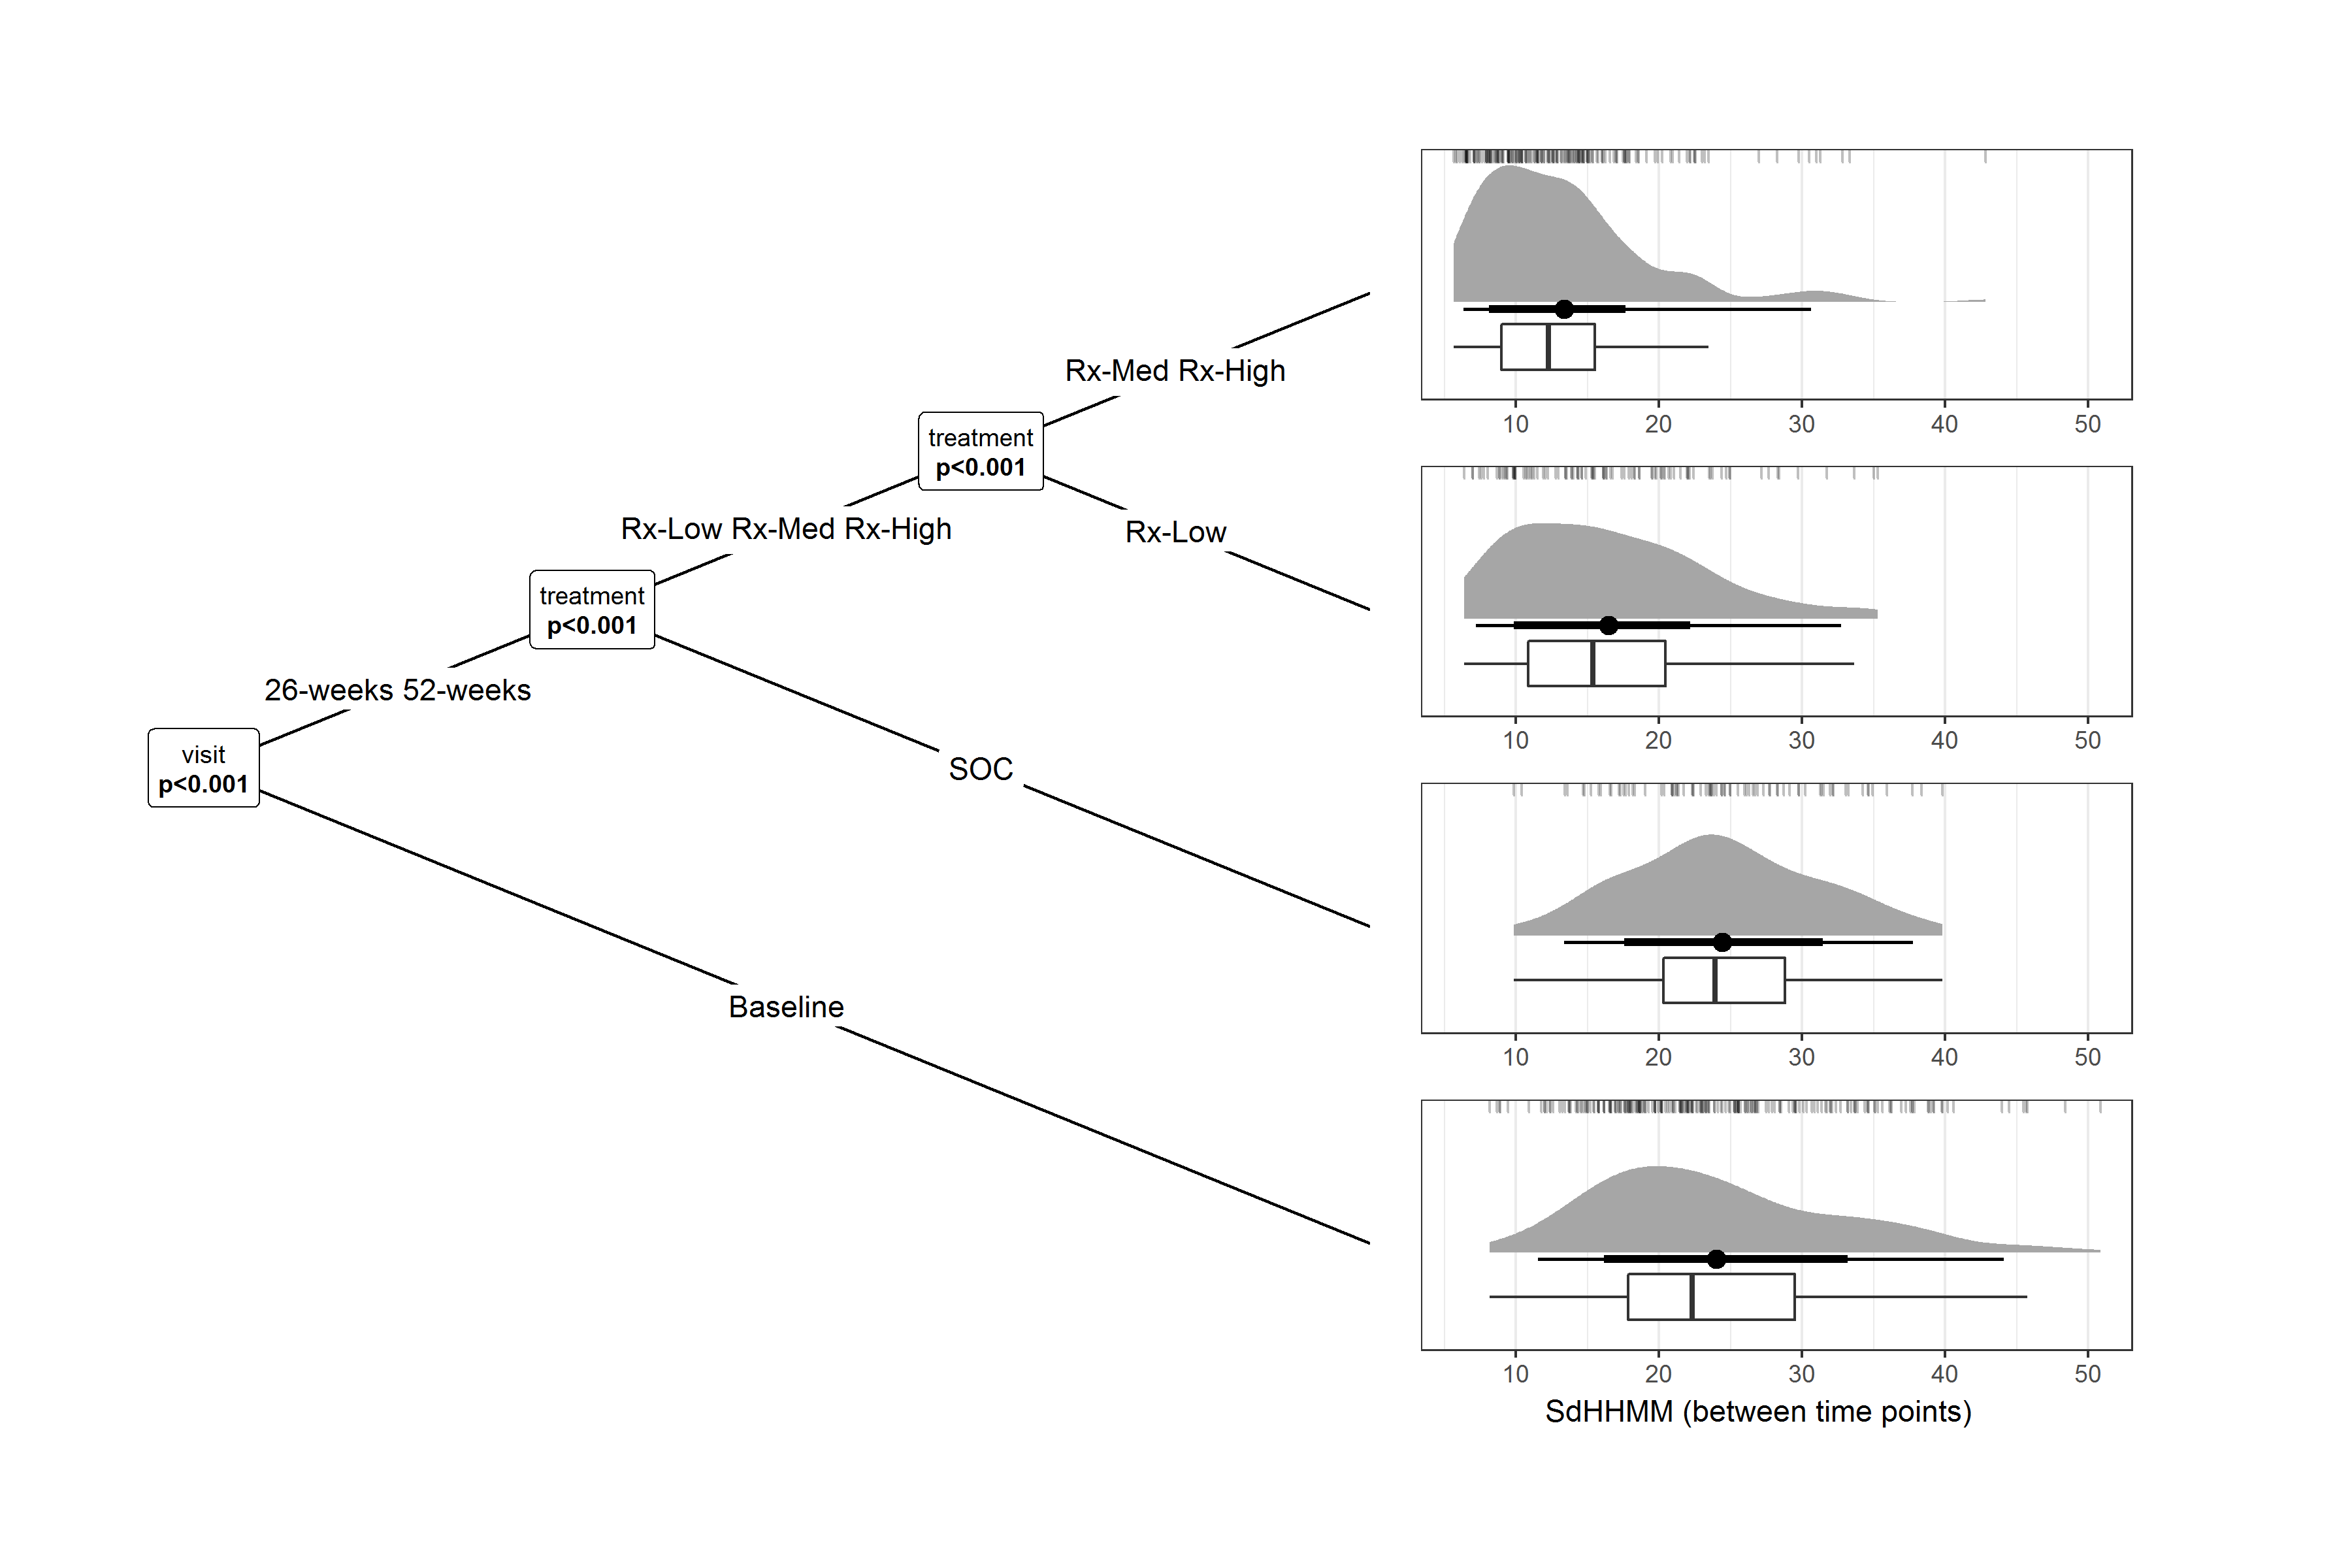 10 20 30 40 50
Rx-Med Rx-High
treatment
p<0.001
Rx-Low Rx-Med Rx-High
Rx-Low
treatment
p<0.001
10 20 30 40 50
26-weeks 52-weeks
visit
p<0.001
SOC
10 20 30 40 50
Baseline
10 20 30 40 50
SdHHMM (between time points)